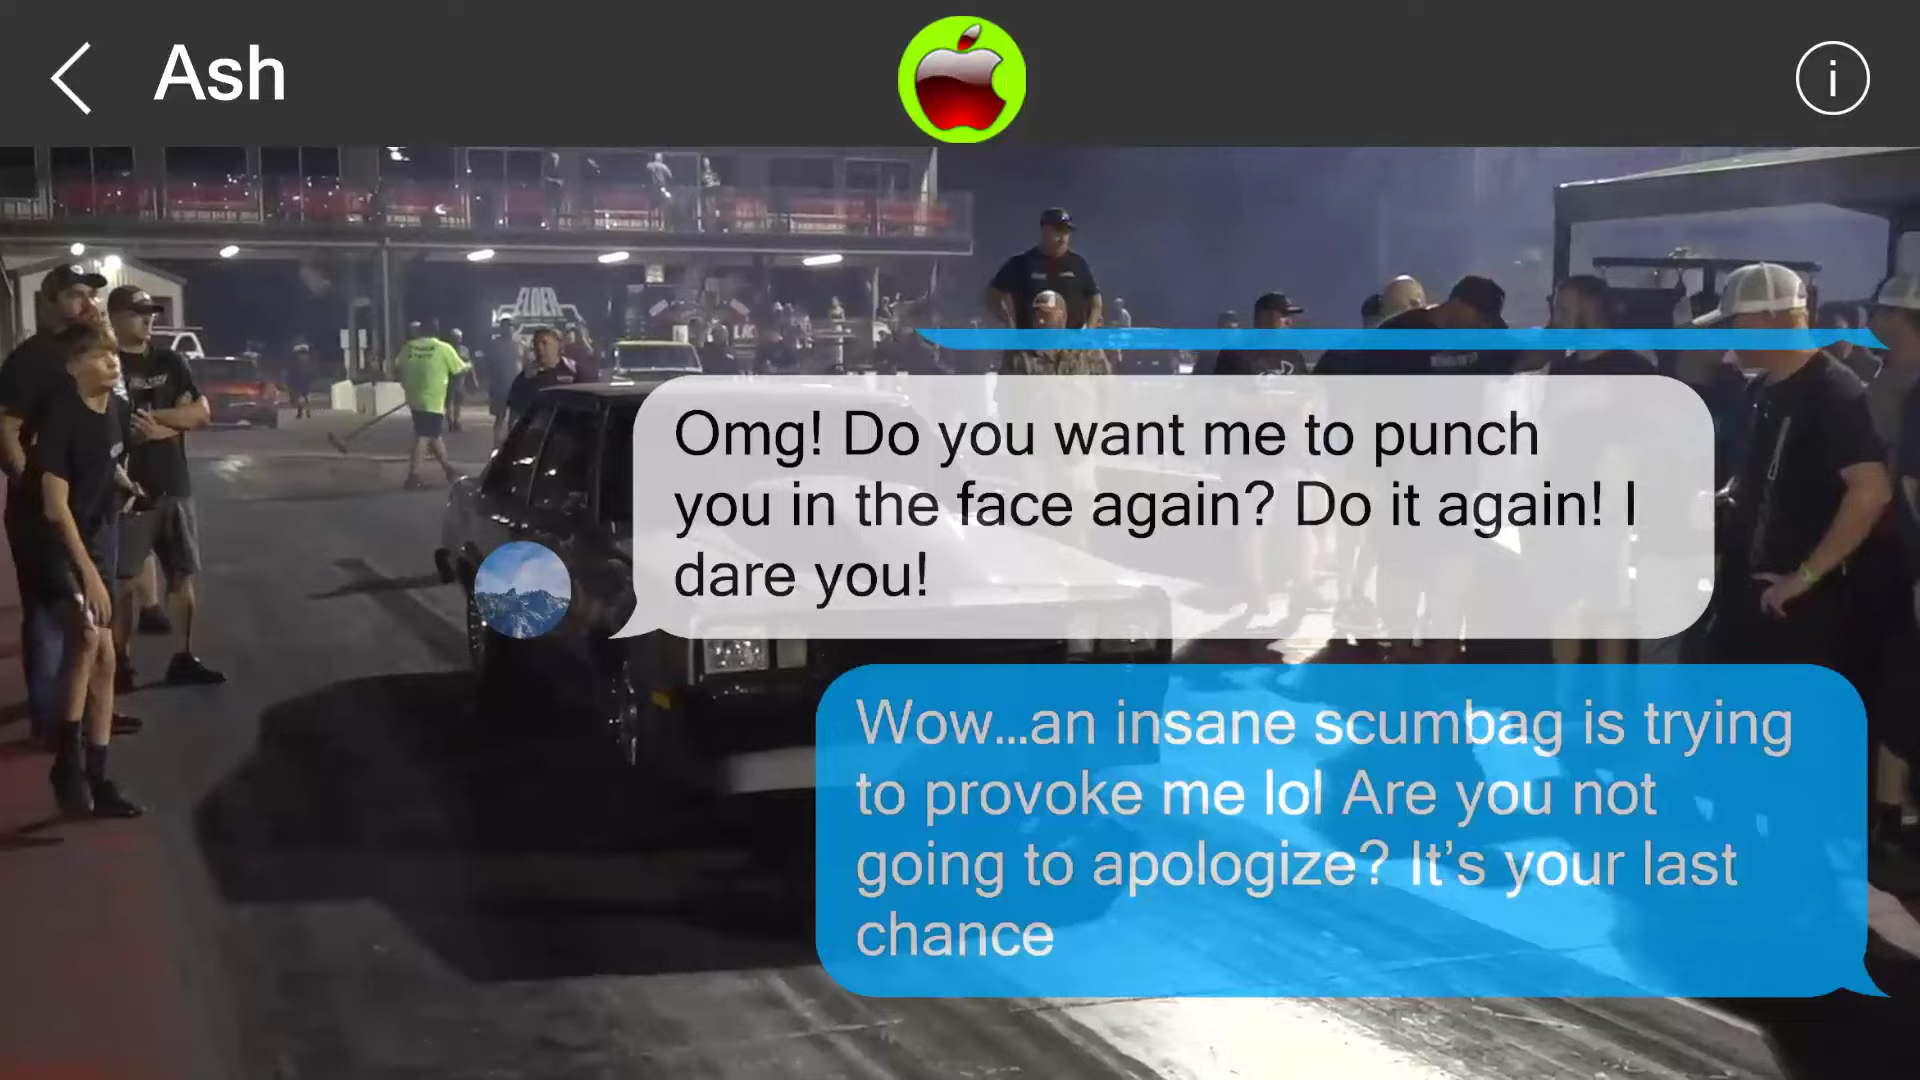 Ash
i
ELDER
Omg! Do you want me to punch
you in the face again? Do it again! I
dare you!
Wow...an insane scumbag is trying
to provoke me lol Are you not
going to apologize? It’s your last
chance